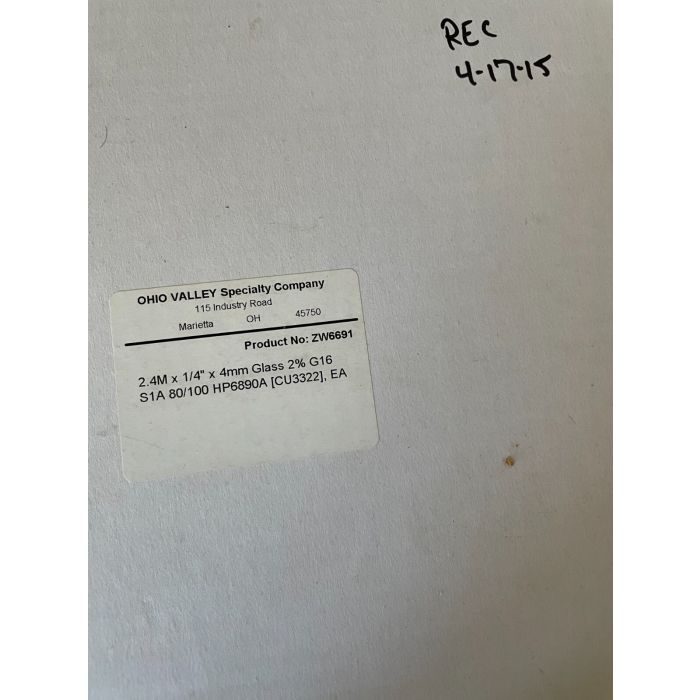 REC
4-17-15
OHIO VALLEY Specialty Company
115 Industry Road
Marietta OH 45750
Product No: ZW6691
2.4M x 1/4" x 4mm Glass 2% G16
S1A 80/100 HP6890A [CU3322], EA